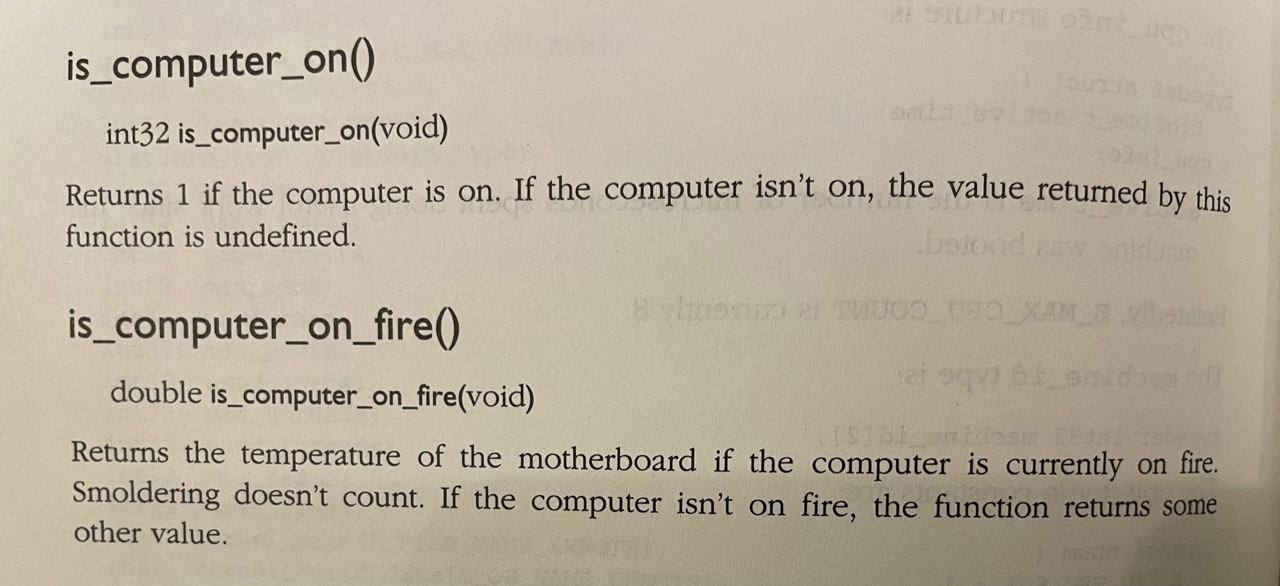 is_computer_on()
int32 is_computer_on(void)
Returns 1 if the computer is on. If the computer isn't on, the value returned by this
function is undefined.
is_computer_on_fire()
double is_computer_on_fire(void)
Returns the temperature of the motherboard if the computer is currently on fire.
Smoldering doesn't count. If the computer isn't on fire, the function returns some
other value.